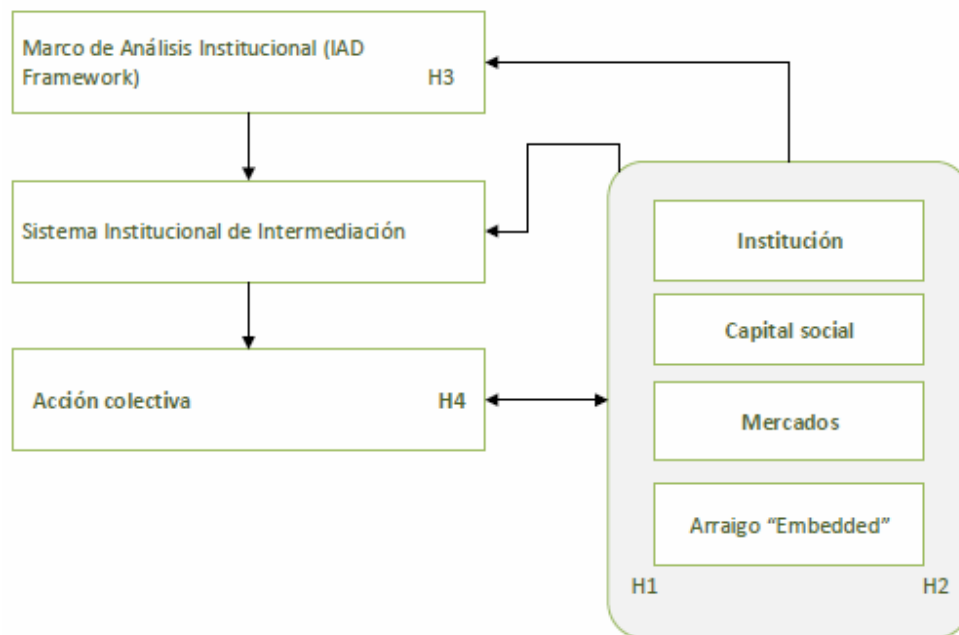 Marco de Análisis Institucional (IAD
Framework) H3
Sistema Institucional de Intermediación
Acción colectiva H4
Institución
Capital social
Mercados
Arraigo “Embedded”
H1 H2